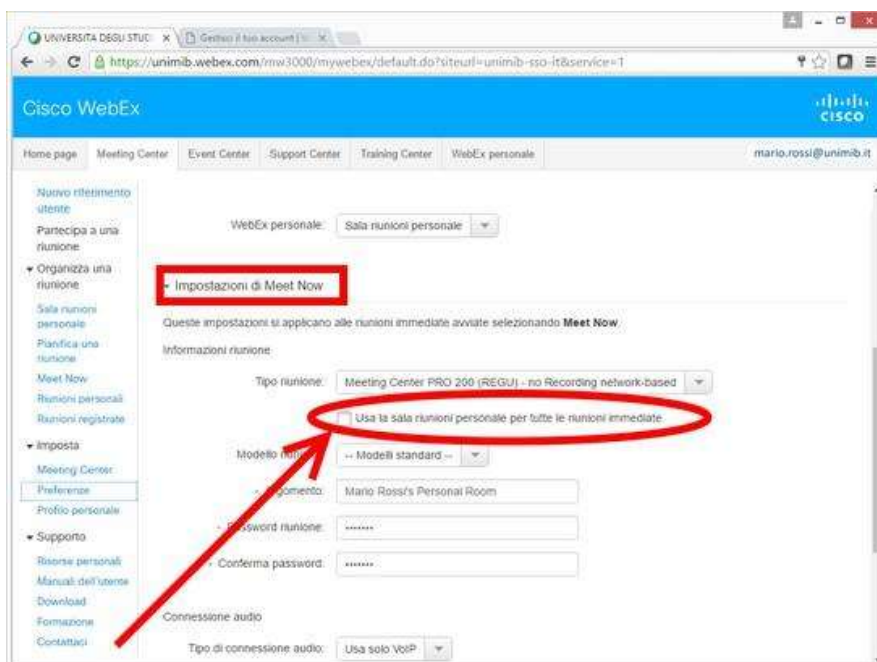 UNIVERSITA DEGLI STUD
Gestisci il tuo account |
https://unimib.webex.com/mw3000/mywebex/default.do?siteurl=unimib-sso-it&service=1
Cisco WebEx
CISCO
Home page Meeting Center Event Center Support Center Training Center WebEx personale
mario.rossi@unimib.it
Nuovo riferimento
utente
Partecipa a una
riunione
Organizza una
riunione
Sala riunioni
personale
Pianifica una
riunione
Meet Now
Riunioni personali
Riunioni registrate
Imposta
Meeting Center
Preferenze
Profilo personale
Supporto
Risorse personali
Manuali dell'utente
Download
Formazione
Contattaci
WebEx personale: Sala riunioni personale
Impostazioni di Meet Now
Queste impostazioni si applicano alle riunioni immediate avviate selezionando Meet Now.
Informazioni riunione
Tipo riunione: Meeting Center PRO 200 (REGU) - no Recording network-based
Usa la sala riunioni personale per tutte le riunioni immediate
Modello -- Modelli standard --
Argomento: Mario Rossi's Personal Room
Password riunione: •••••••
Conferma password: •••••••
Connessione audio
Tipo di connessione audio: Usa solo VoIP